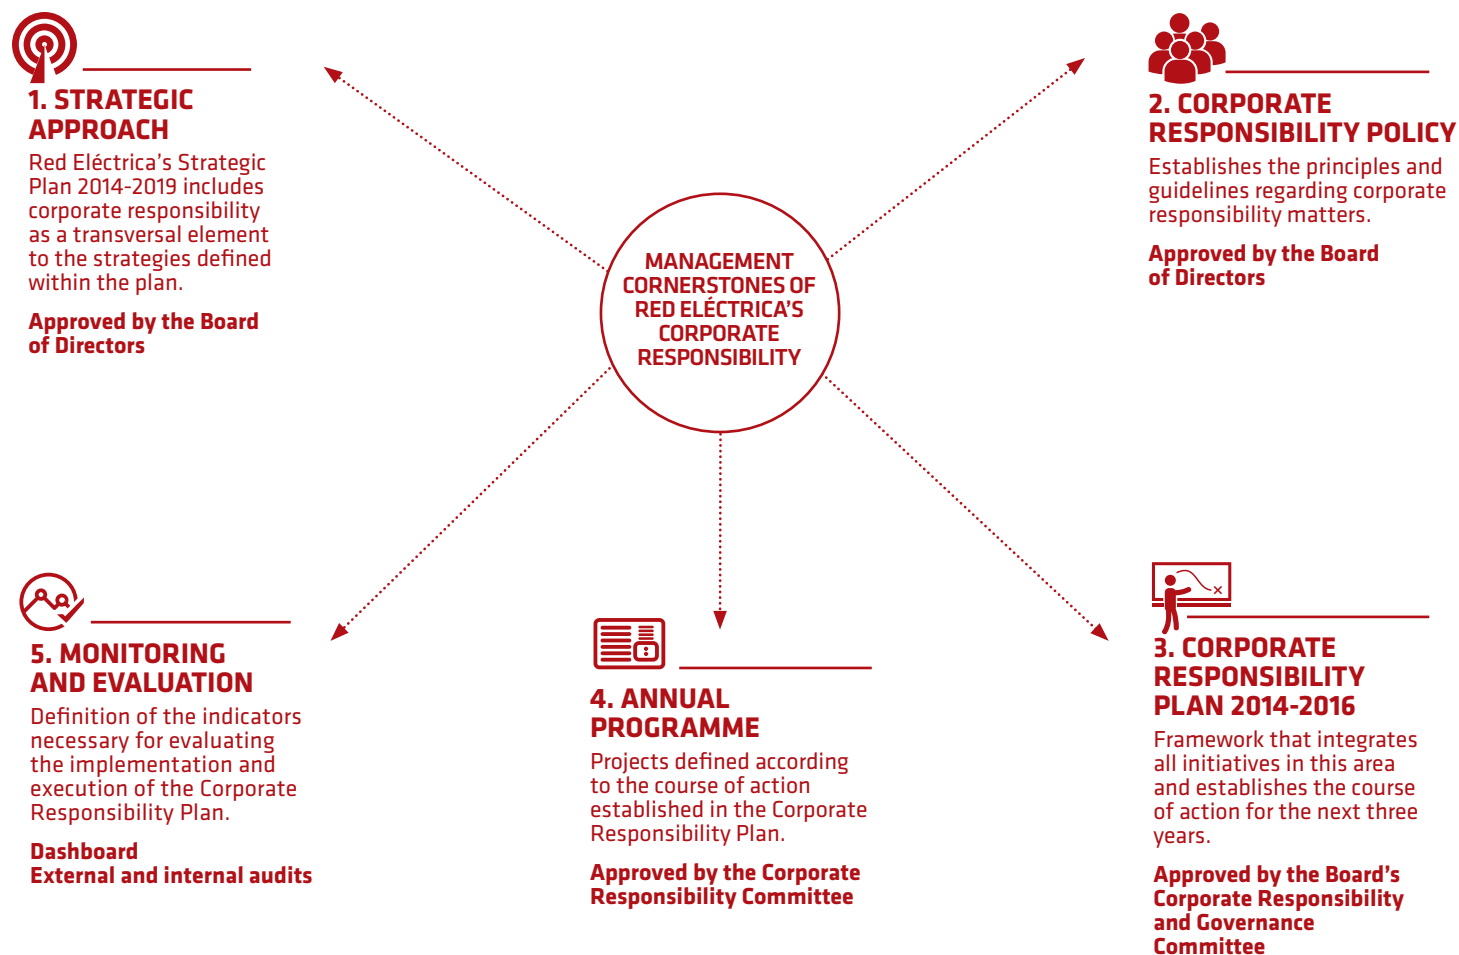 1. STRATEGIC
APPROACH
Red Eléctrica’s Strategic
Plan 2014-2019 includes
corporate responsibility
as a transversal element
to the strategies defined
within the plan.
Approved by the Board
of Directors
2. CORPORATE
RESPONSIBILITY POLICY
Establishes the principles and
guidelines regarding corporate
responsibility matters.
Approved by the Board
of Directors
MANAGEMENT
CORNERSTONES OF
RED ELÉCTRICA’S
CORPORATE
RESPONSIBILITY
3. CORPORATE
RESPONSIBILITY
PLAN 2014-2016
Framework that integrates
all initiatives in this area
and establishes the course
of action for the next three
years.
Approved by the Board’s
Corporate Responsibility
and Governance
Committee
4. ANNUAL
PROGRAMME
Projects defined according
to the course of action
established in the Corporate
Responsibility Plan.
Approved by the Corporate
Responsibility Committee
5. MONITORING
AND EVALUATION
Definition of the indicators
necessary for evaluating
the implementation and
execution of the Corporate
Responsibility Plan.
Dashboard
External and internal audits